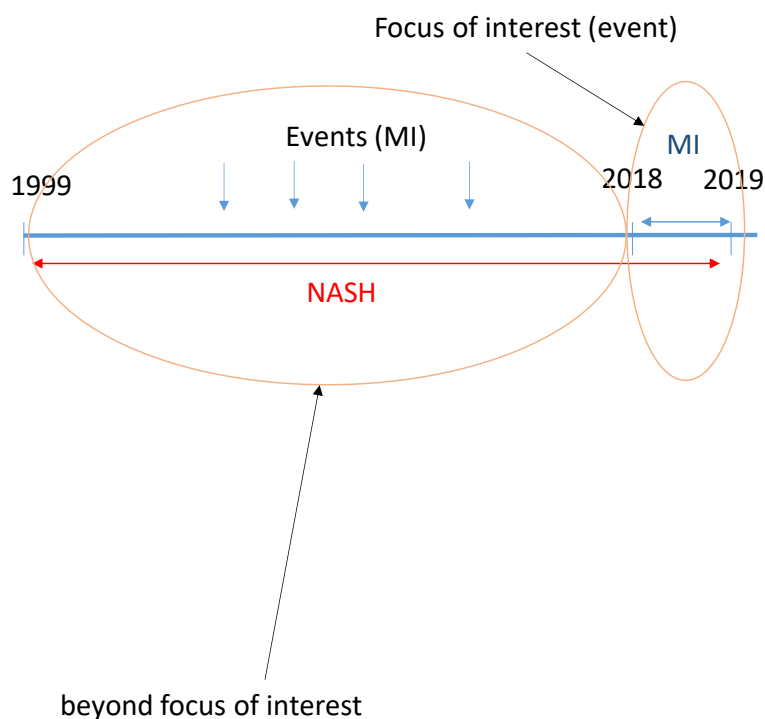 Focus of interest (event)
Events (MI)
MI
1999
2018
2019
NASH
beyond focus of interest